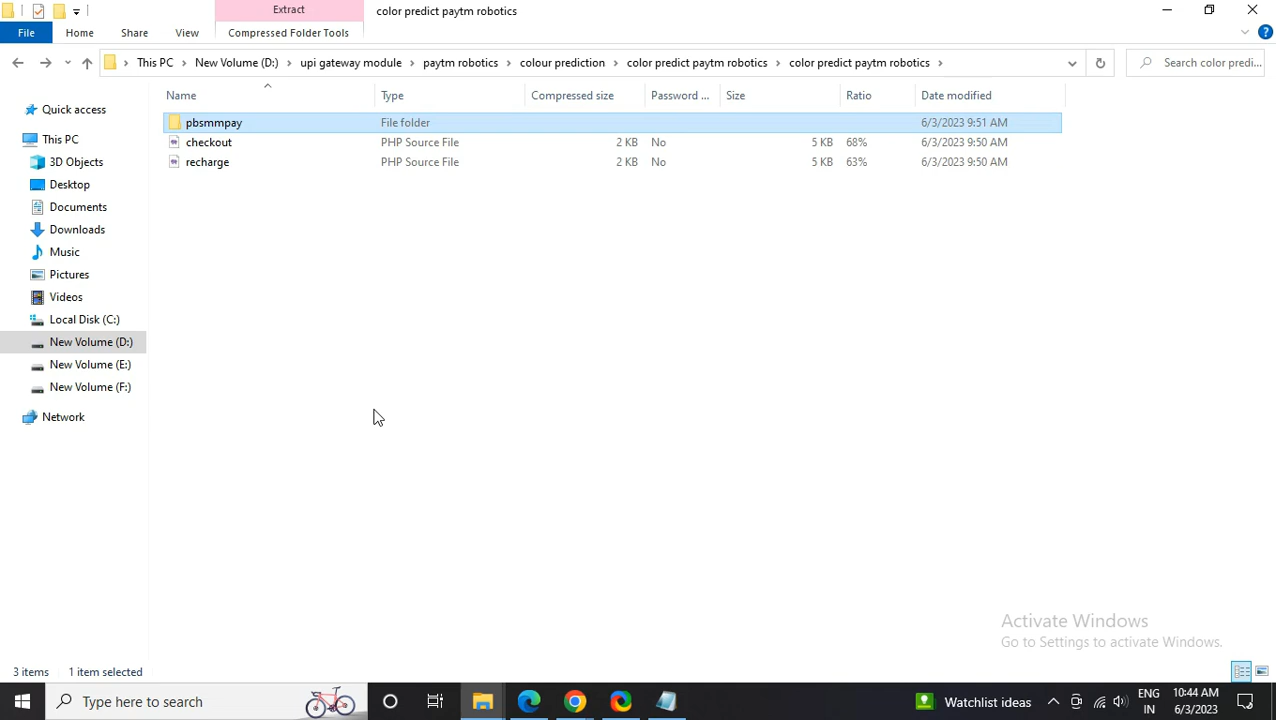 Extract
color predict paytm robotics
File
Home
Share
View
Compressed Folder Tools
This PC
New Volume (D:)
upi gateway module
paytm robotics
colour prediction
color predict paytm robotics
color predict paytm robotics
Search color predi...
Name
Type
Compressed size
Password ...
Size
Ratio
Date modified
pbsmmpay
File folder
6/3/2023 9:51 AM
checkout
PHP Source File
2 KB
No
5 KB
68%
6/3/2023 9:50 AM
recharge
PHP Source File
2 KB
No
5 KB
63%
6/3/2023 9:50 AM
Quick access
This PC
3D Objects
Desktop
Documents
Downloads
Music
Pictures
Videos
Local Disk (C:)
New Volume (D:)
New Volume (E:)
New Volume (F:)
Network
Activate Windows
Go to Settings to activate Windows.
3 items
1 item selected
Type here to search
Watchlist ideas
ENG
IN
10:44 AM
6/3/2023